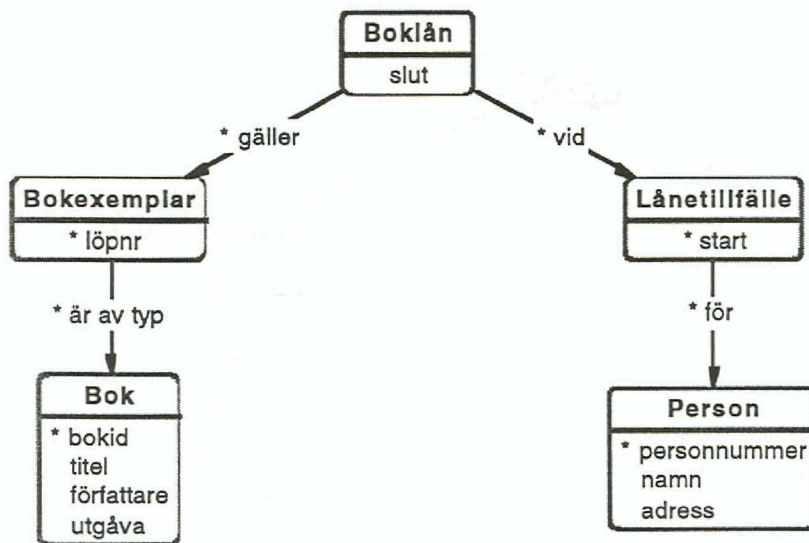 Boklån
slut
* gäller
* vid
Bokexemplar
* löpnr
Lånetillfälle
* start
* är av typ
* för
Bok
* bokid
titel
författare
utgåva
Person
* personnummer
namn
adress